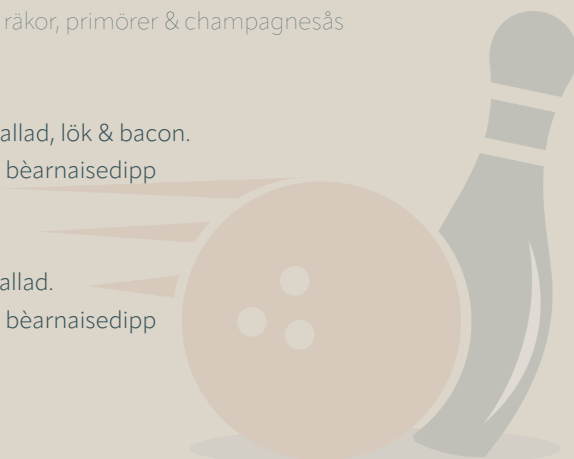 räkor, primörer & champagnesås
allad, lök & bacon.
bèarnaisedipp
allad.
bèarnaisedipp